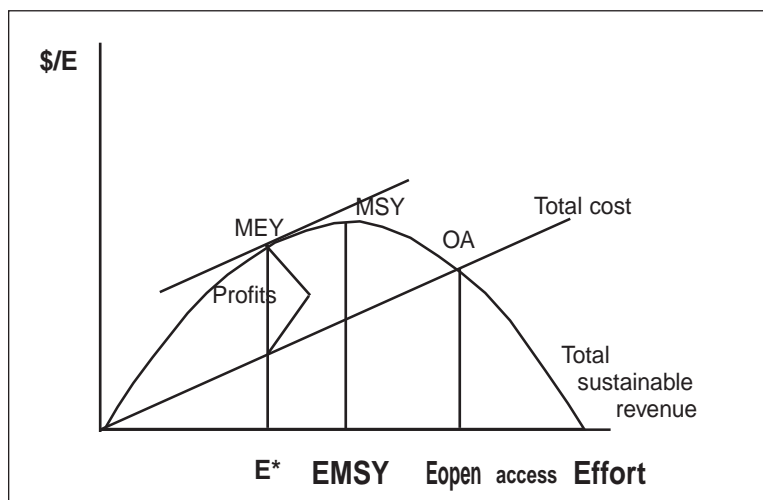 $/E
MSY
Total cost
MEY
OA
Profits
Total
sustainable
revenue
E* EMSY Eopen access Effort